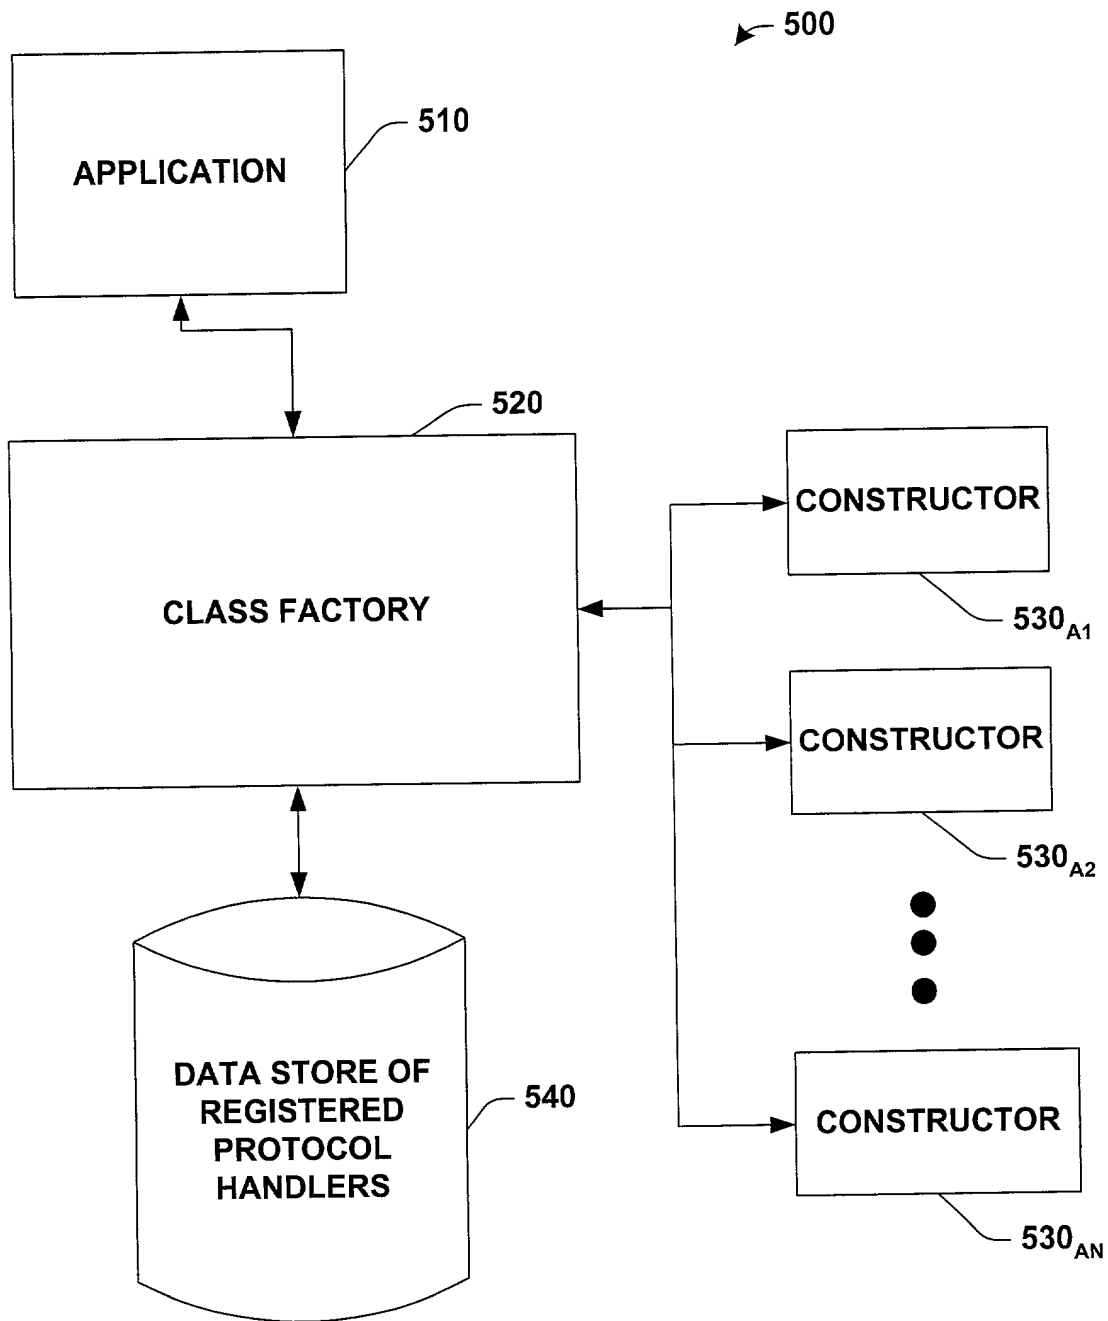 500
510
APPLICATION
520
CLASS FACTORY
CONSTRUCTOR
530A1
CONSTRUCTOR
530A2
DATA STORE OF
REGISTERED
PROTOCOL
HANDLERS
540
CONSTRUCTOR
530AN